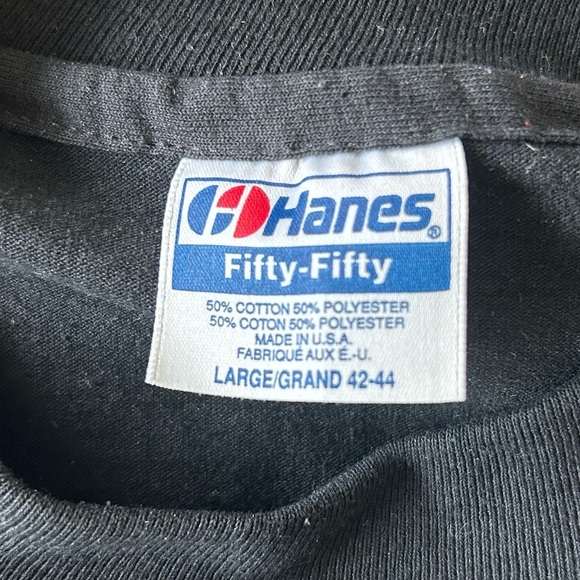 Hanes®
Fifty-Fifty
50% COTTON 50% POLYESTER
50% COTON 50% POLYESTER
MADE IN U.S.A.
FABRIQUÉ AUX É.-U.
LARGE/GRAND 42-44